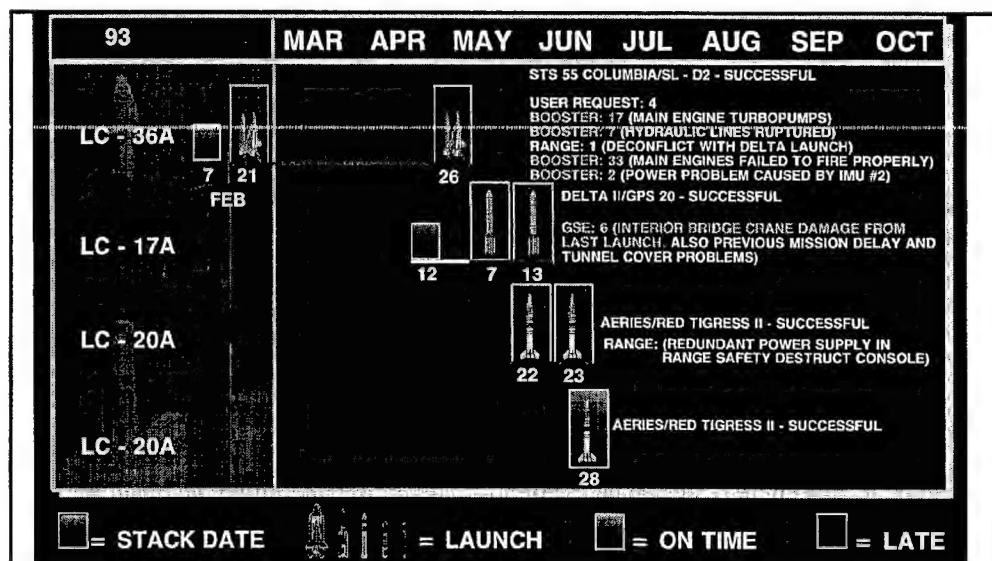 93 MAR APR MAY JUN JUL AUG SEP OCT
STS 55 COLUMBIA/SL - D2 - SUCCESSFUL
USER REQUEST: 4
BOOSTER: 17 (MAIN ENGINE TURBOPUMPS)
BOOSTER: 7 (HYDRAULIC LINES RUPTURED)
RANGE: 1 (DECONFLICT WITH DELTA LAUNCH)
BOOSTER: 33 (MAIN ENGINES FAILED TO FIRE PROPERLY)
BOOSTER: 2 (POWER PROBLEM CAUSED BY IMU #2)
LC - 36A
7 21 26
FEB
DELTA II/GPS 20 - SUCCESSFUL
GSE: 6 (INTERIOR BRIDGE CRANE DAMAGE FROM
LAST LAUNCH. ALSO PREVIOUS MISSION DELAY AND
TUNNEL COVER PROBLEMS)
LC - 17A
12 7 13
AERIES/RED TIGRESS II - SUCCESSFUL
RANGE: (REDUNDANT POWER SUPPLY IN
RANGE SAFETY DESTRUCT CONSOLE)
LC - 20A
22 23
AERIES/RED TIGRESS II - SUCCESSFUL
LC - 20A
28
= STACK DATE = LAUNCH = ON TIME = LATE